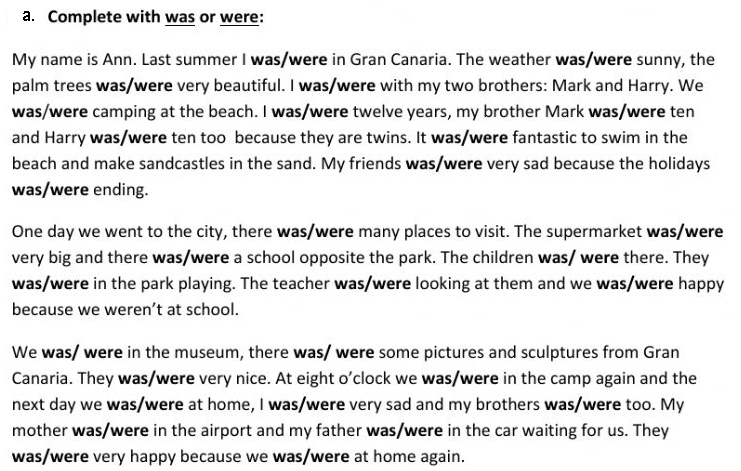 a. Complete with was or were:
My name is Ann. Last summer I was/were in Gran Canaria. The weather was/were sunny, the
palm trees was/were very beautiful. I was/were with my two brothers: Mark and Harry. We
was/were camping at the beach. I was/were twelve years, my brother Mark was/were ten
and Harry was/were ten too because they are twins. It was/were fantastic to swim in the
beach and make sandcastles in the sand. My friends was/were very sad because the holidays
was/were ending.
One day we went to the city, there was/were many places to visit. The supermarket was/were
very big and there was/were a school opposite the park. The children was/ were there. They
was/were in the park playing. The teacher was/were looking at them and we was/were happy
because we weren't at school.
We was/ were in the museum, there was/ were some pictures and sculptures from Gran
Canaria. They was/were very nice. At eight o'clock we was/were in the camp again and the
next day we was/were at home, I was/were very sad and my brothers was/were too. My
mother was/were in the airport and my father was/were in the car waiting for us. They
was/were very happy because we was/were at home again.